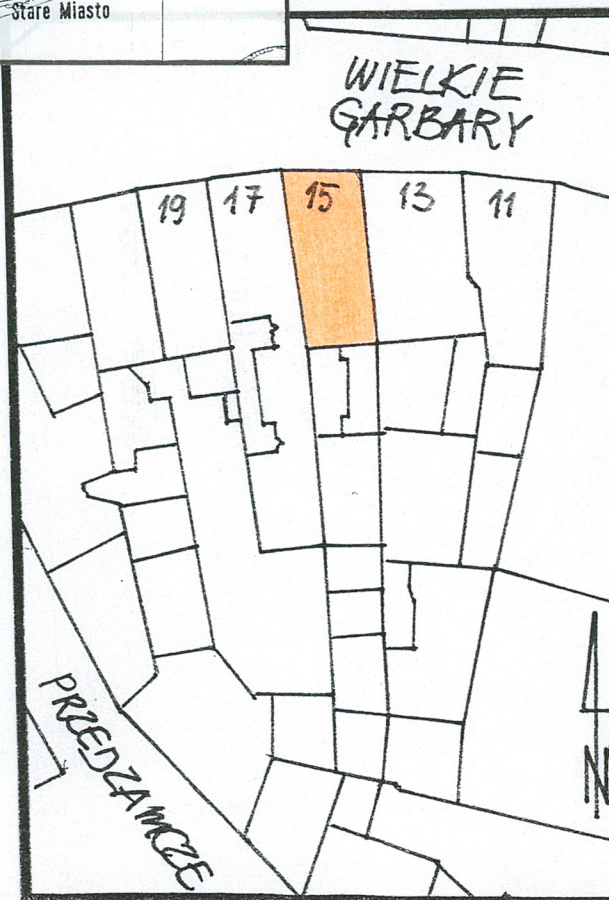 Stare Miasto
WIELKIE
GARBARY
19 17 15 13 11
PRZEDZAMCZE
N